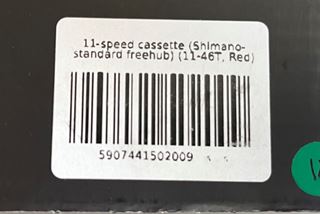 11-speed cassette (Shimano-
standard freehub) (11-46T, Red)
5907441502009